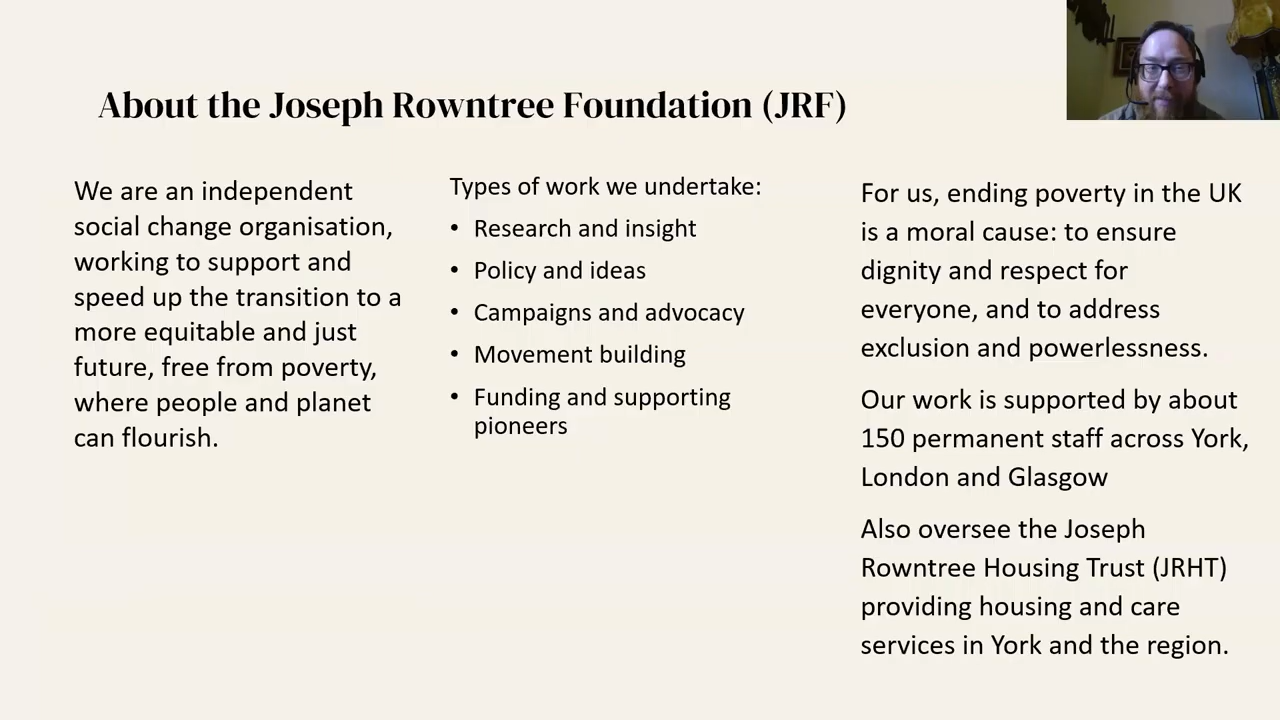 About the Joseph Rowntree Foundation (JRF)
We are an independent
social change organisation,
working to support and
speed up the transition to a
more equitable and just
future, free from poverty,
where people and planet
can flourish.
Types of work we undertake:
• Research and insight
• Policy and ideas
• Campaigns and advocacy
• Movement building
• Funding and supporting
pioneers
For us, ending poverty in the UK
is a moral cause: to ensure
dignity and respect for
everyone, and to address
exclusion and powerlessness.
Our work is supported by about
150 permanent staff across York,
London and Glasgow
Also oversee the Joseph
Rowntree Housing Trust (JRHT)
providing housing and care
services in York and the region.